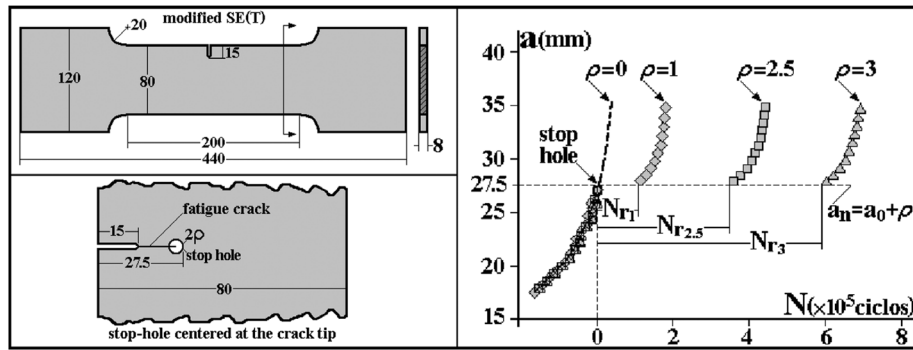 modified SE(T)
+20
15
120
80
200
440
8
15
fatigue crack
2ρ
stop hole
27.5
80
stop-hole centered at the crack tip
a(mm)
ρ=0
ρ=1
ρ=2.5
ρ=3
40
35
stop
hole
30
27.5
25
Nr1
Nr2.5
Nr3
an=a0+ρ
20
15
N(×10⁵ciclos)
0
2
4
6
8